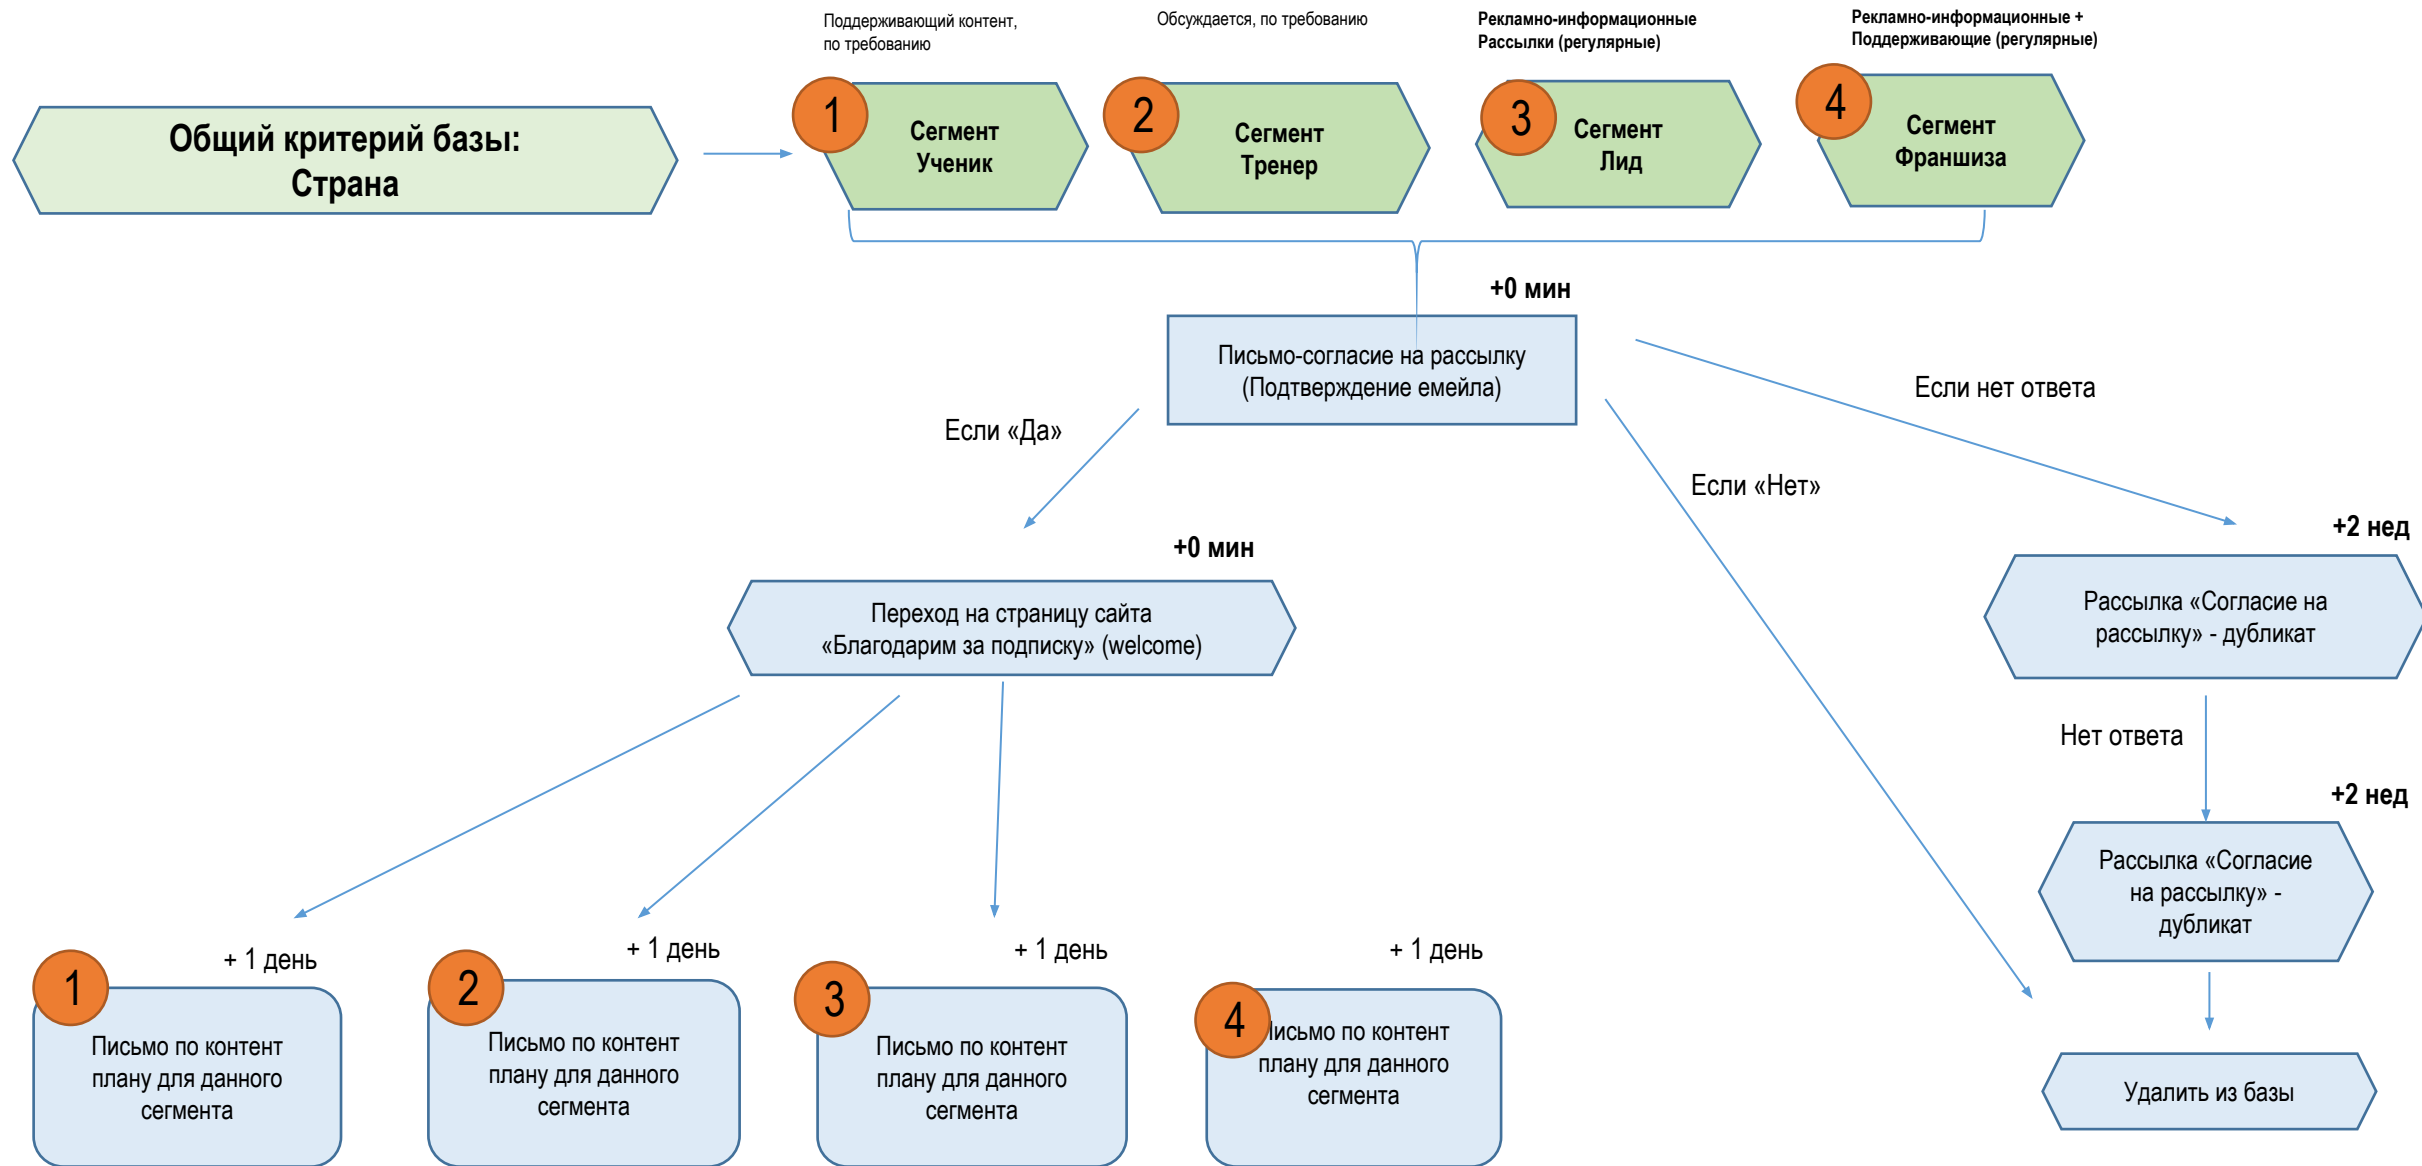 Поддерживающий контент,
по требованию
Обсуждается, по требованию
Рекламно-информационные
Рассылки (регулярные)
Рекламно-информационные +
Поддерживающие (регулярные)
Общий критерий базы:
Страна
1
Сегмент
Ученик
2
Сегмент
Тренер
3
Сегмент
Лид
4
Сегмент
Франшиза
+0 мин
Письмо-согласие на рассылку
(Подтверждение емейла)
Если «Да»
Если «Нет»
Если нет ответа
+0 мин
Переход на страницу сайта
«Благодарим за подписку» (welcome)
+2 нед
Рассылка «Согласие на
рассылку» - дубликат
Нет ответа
+2 нед
Рассылка «Согласие
на рассылку» -
дубликат
Удалить из базы
1
+ 1 день
Письмо по контент
плану для данного
сегмента
2
+ 1 день
Письмо по контент
плану для данного
сегмента
3
+ 1 день
Письмо по контент
плану для данного
сегмента
4
+ 1 день
Письмо по контент
плану для данного
сегмента